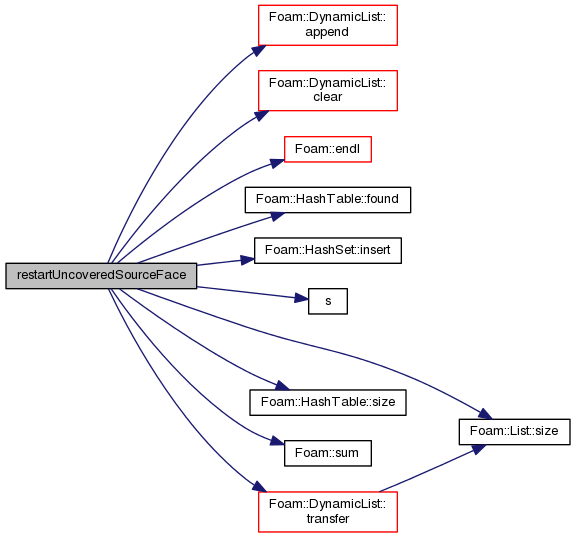 Foam::DynamicList::
append
Foam::DynamicList::
clear
Foam::endl
Foam::HashTable::found
Foam::HashSet::insert
restartUncoveredSourceFace
s
Foam::HashTable::size
Foam::List::size
Foam::sum
Foam::DynamicList::
transfer